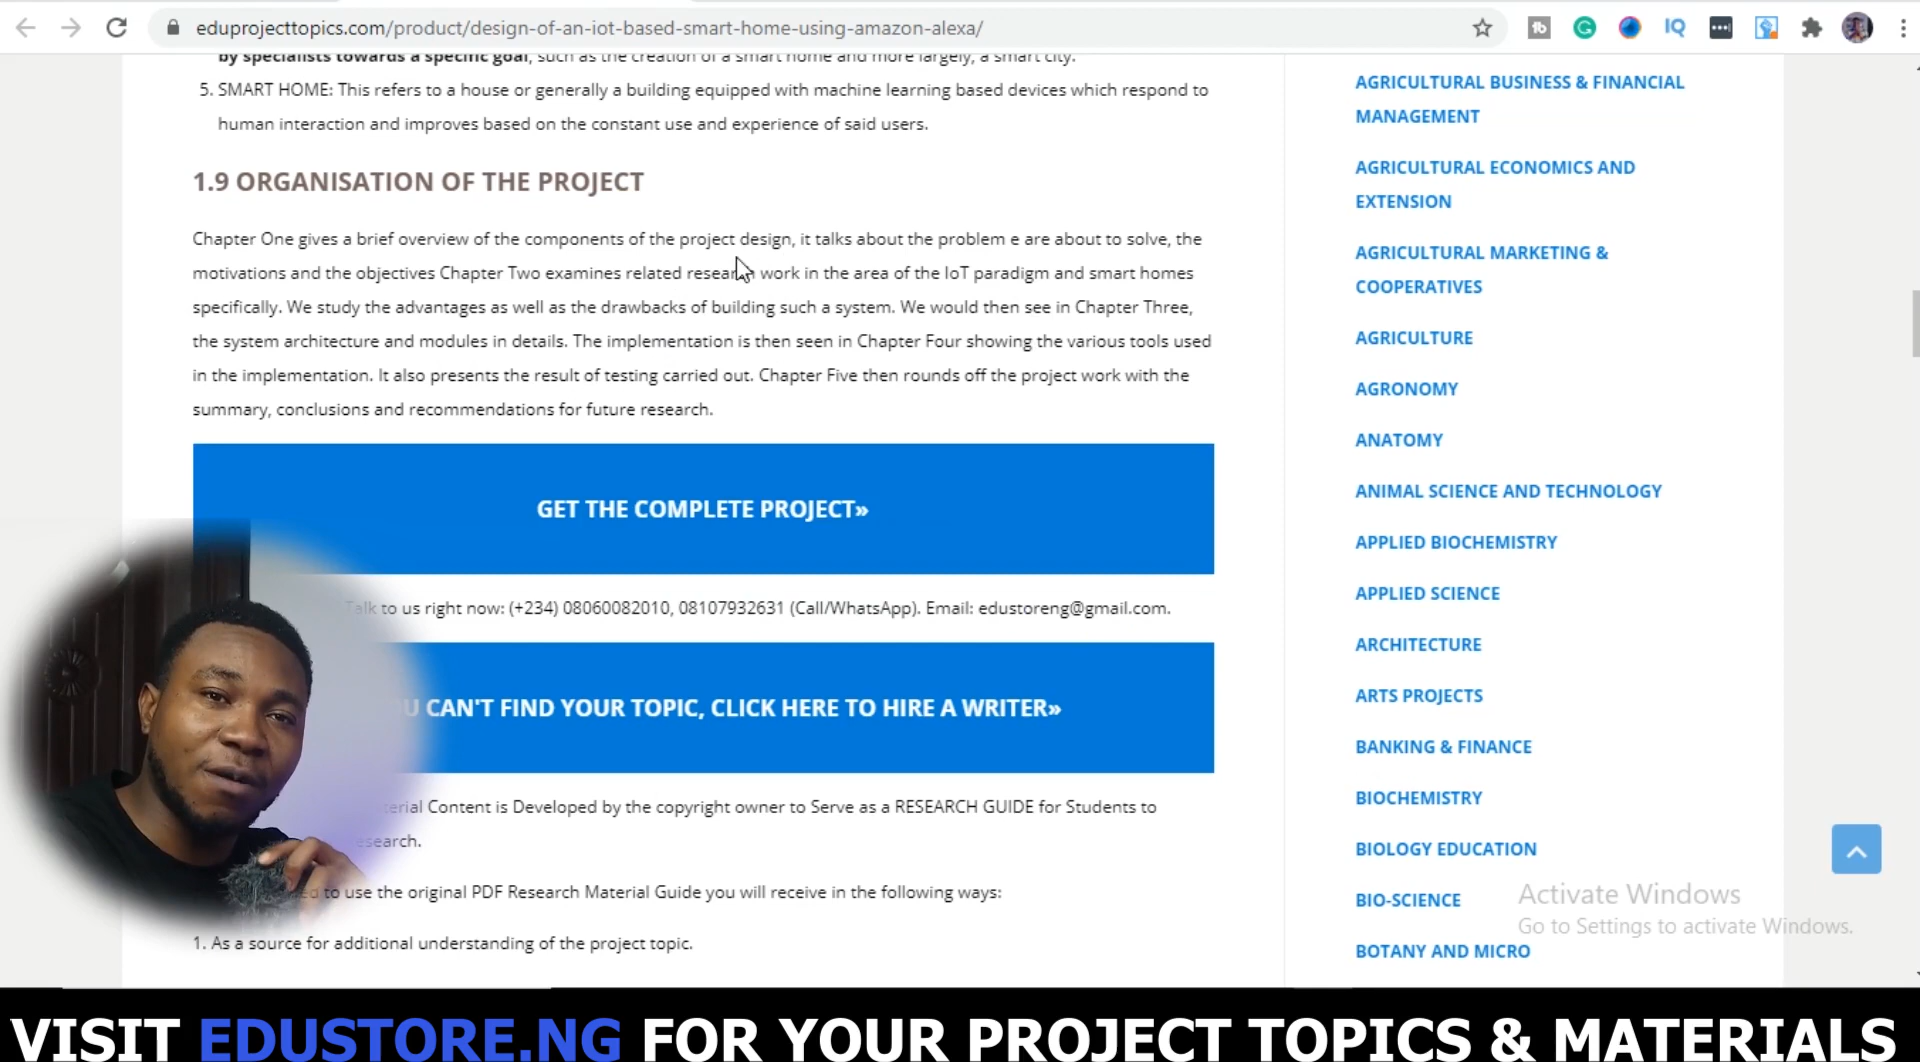 eduprojecttopics.com/product/design-of-an-iot-based-smart-home-using-amazon-alexa/
by specialists towards a specific goal, such as the creation of a smart home and more largely, a smart city.
5. SMART HOME: This refers to a house or generally a building equipped with machine learning based devices which respond to
human interaction and improves based on the constant use and experience of said users.
1.9 ORGANISATION OF THE PROJECT
Chapter One gives a brief overview of the components of the project design, it talks about the problem e are about to solve, the
motivations and the objectives Chapter Two examines related research work in the area of the IoT paradigm and smart homes
specifically. We study the advantages as well as the drawbacks of building such a system. We would then see in Chapter Three,
the system architecture and modules in details. The implementation is then seen in Chapter Four showing the various tools used
in the implementation. It also presents the result of testing carried out. Chapter Five then rounds off the project work with the
summary, conclusions and recommendations for future research.
GET THE COMPLETE PROJECT»
Talk to us right now: (+234) 08060082010, 08107932631 (Call/WhatsApp). Email: edustoreng@gmail.com.
CAN'T FIND YOUR TOPIC, CLICK HERE TO HIRE A WRITER»
Content is Developed by the copyright owner to Serve as a RESEARCH GUIDE for Students to
to use the original PDF Research Material Guide you will receive in the following ways:
1. As a source for additional understanding of the project topic.
AGRICULTURAL BUSINESS & FINANCIAL
MANAGEMENT
AGRICULTURAL ECONOMICS AND
EXTENSION
AGRICULTURAL MARKETING &
COOPERATIVES
AGRICULTURE
AGRONOMY
ANATOMY
ANIMAL SCIENCE AND TECHNOLOGY
APPLIED BIOCHEMISTRY
APPLIED SCIENCE
ARCHITECTURE
ARTS PROJECTS
BANKING & FINANCE
BIOCHEMISTRY
BIOLOGY EDUCATION
BIO-SCIENCE
BOTANY AND MICRO
Activate Windows
Go to Settings to activate Windows.
VISIT EDUSTORE.NG FOR YOUR PROJECT TOPICS & MATERIALS